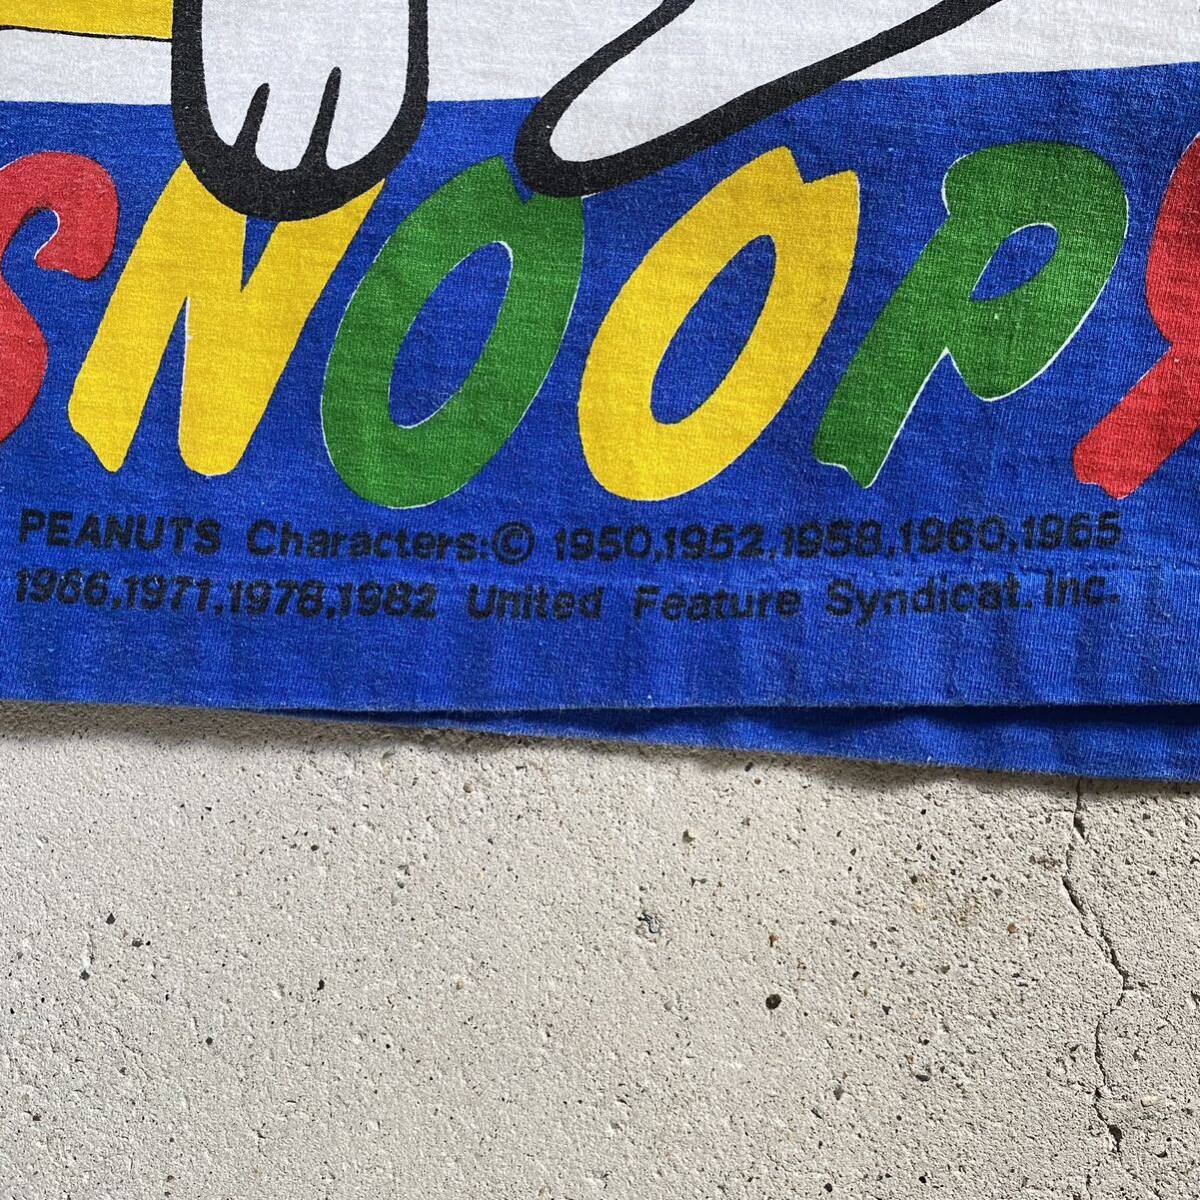 SNOOPY
PEANUTS Characters:© 1950,1952,1958,1960,1965
1966,1971,1978,1982 United Feature Syndicat.Inc.